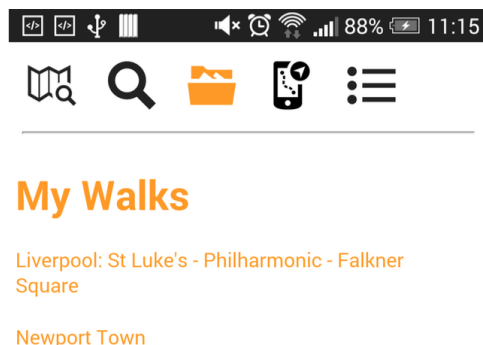 88% 11:15
My Walks
Liverpool: St Luke's - Philharmonic - Falkner
Square
Newport Town